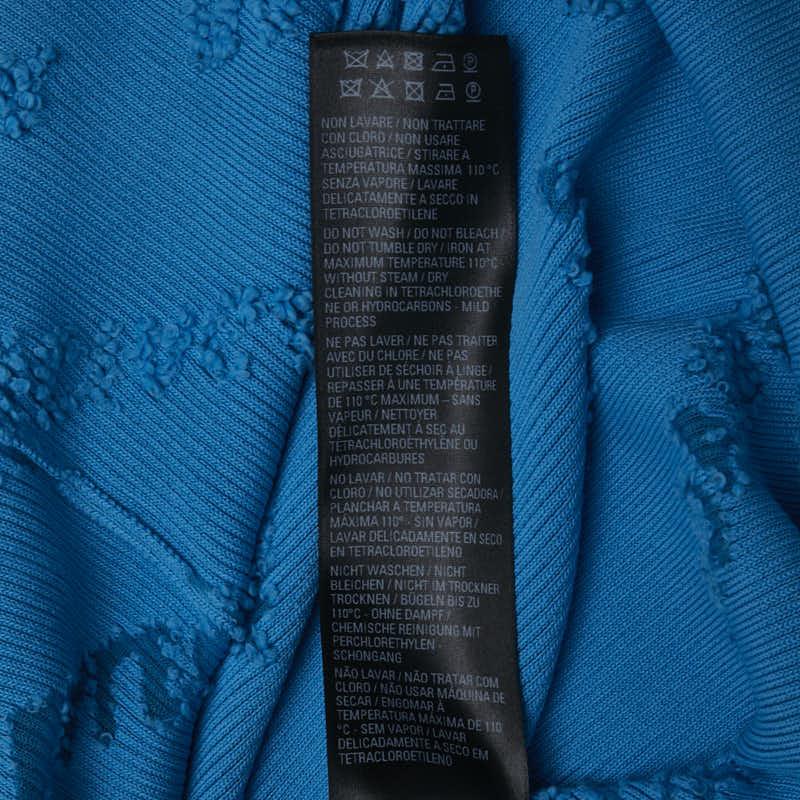 NON LAVARE / NON TRATTARE
CON CLORO / NON USARE
ASCIUGATRICE / STIRARE A
TEMPERATURA MASSIMA 110°C
SENZA VAPORE / LAVARE
DELICATAMENTE A SECCO IN
TETRACLOROETILENE
DO NOT WASH / DO NOT BLEACH /
DO NOT TUMBLE DRY / IRON AT
MAXIMUM TEMPERATURE 110°C -
WITHOUT STEAM / DRY
CLEANING IN TETRACHLOROETHE
NE OR HYDROCARBONS - MILD
PROCESS
NE PAS LAVER / NE PAS TRAITER
AVEC DU CHLORE / NE PAS
UTILISER DE SÉCHOIR À LINGE /
REPASSER À UNE TEMPÉRATURE
DE 110 °C MAXIMUM – SANS
VAPEUR / NETTOYER
DÉLICATEMENT À SEC AU
TÉTRACHLOROÉTHYLÈNE OU
HYDROCARBURES
NO LAVAR / NO TRATAR CON
CLORO / NO UTILIZAR SECADORA /
PLANCHAR A TEMPERATURA
MÁXIMA 110° - SIN VAPOR /
LAVAR DELICADAMENTE EN SECO
EN TETRACLOROETILENO
NICHT WASCHEN / NICHT
BLEICHEN / NICHT IM TROCKNER
TROCKNEN / BÜGELN BIS ZU
110°C - OHNE DAMPF /
CHEMISCHE REINIGUNG MIT
PERCHLORETHYLEN -
SCHONGANG
NÃO LAVAR / NÃO TRATAR COM
CLORO / NÃO USAR MÁQUINA DE
SECAR / ENGOMAR À
TEMPERATURA MÁXIMA DE 110
°C - SEM VAPOR / LAVAR
DELICADAMENTE A SECO EM
TETRACLOROETILENO